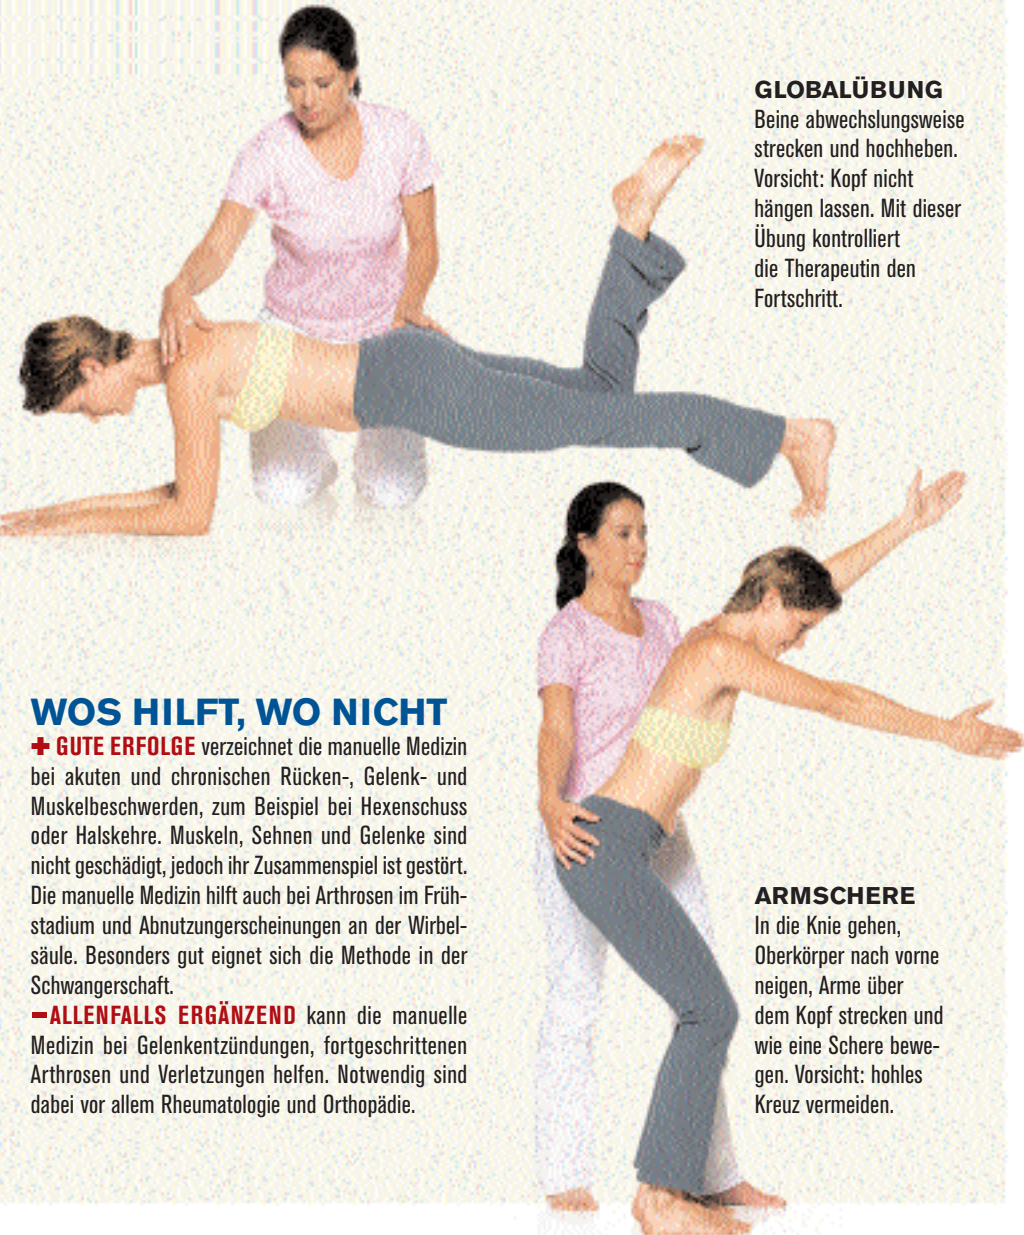 GLOBALÜBUNG
Beine abwechslungsweise
strecken und hochheben.
Vorsicht: Kopf nicht
hängen lassen. Mit dieser
Übung kontrolliert
die Therapeutin den
Fortschritt.
WOS HILFT, WO NICHT
+ GUTE ERFOLGE verzeichnet die manuelle Medizin
bei akuten und chronischen Rücken-, Gelenk- und
Muskelbeschwerden, zum Beispiel bei Hexenschuss
oder Halskehre. Muskeln, Sehnen und Gelenke sind
nicht geschädigt, jedoch ihr Zusammenspiel ist gestört.
Die manuelle Medizin hilft auch bei Arthrosen im Früh-
stadium und Abnutzungerscheinungen an der Wirbel-
säule. Besonders gut eignet sich die Methode in der
Schwangerschaft.
–ALLENFALLS ERGÄNZEND kann die manuelle
Medizin bei Gelenkentzündungen, fortgeschrittenen
Arthrosen und Verletzungen helfen. Notwendig sind
dabei vor allem Rheumatologie und Orthopädie.
ARMSCHERE
In die Knie gehen,
Oberkörper nach vorne
neigen, Arme über
dem Kopf strecken und
wie eine Schere bewe-
gen. Vorsicht: hohles
Kreuz vermeiden.